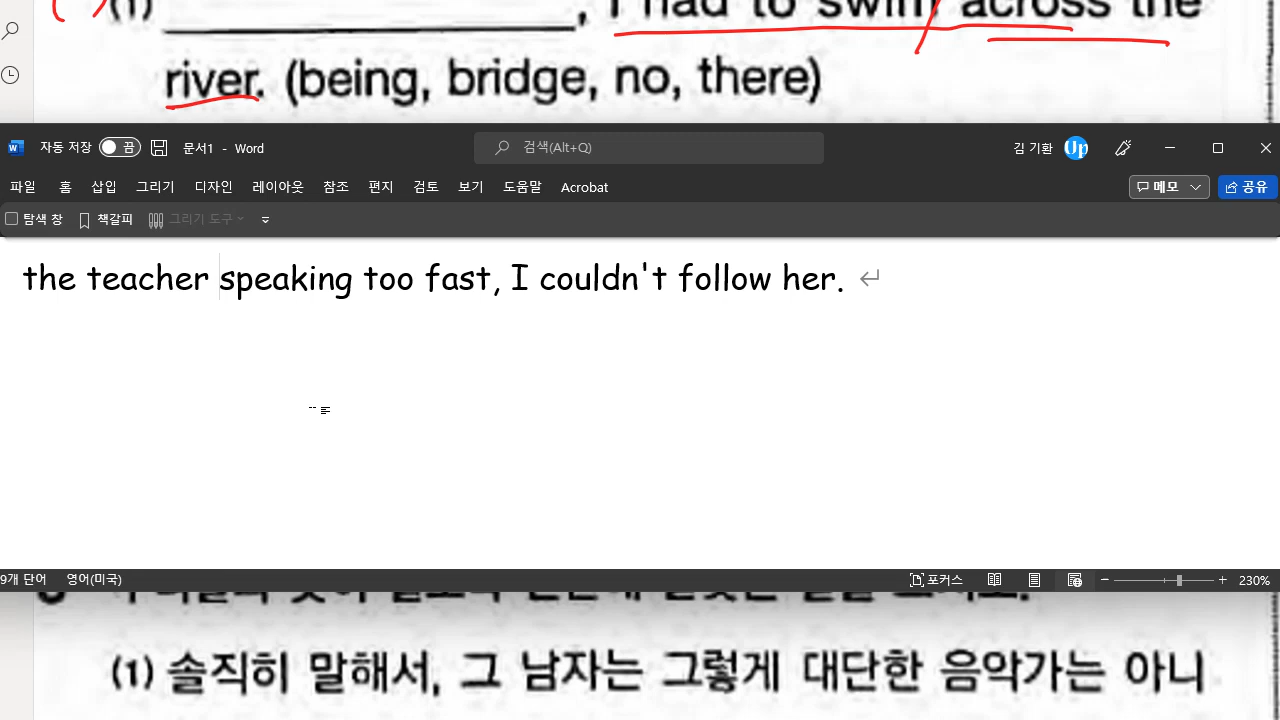 (1) ____________, I had to swim across the
river. (being, bridge, no, there)
자동 저장 끔 문서1 - Word 검색(Alt+Q) 김 기환 Up
파일 홈 삽입 그리기 디자인 레이아웃 참조 편지 검토 보기 도움말 Acrobat 메모 공유
탐색 창 책갈피 그리기 도구
the teacher speaking too fast, I couldn't follow her.
9개 단어 영어(미국) 포커스 230%
(1) 솔직히 말해서, 그 남자는 그렇게 대단한 음악가는 아니